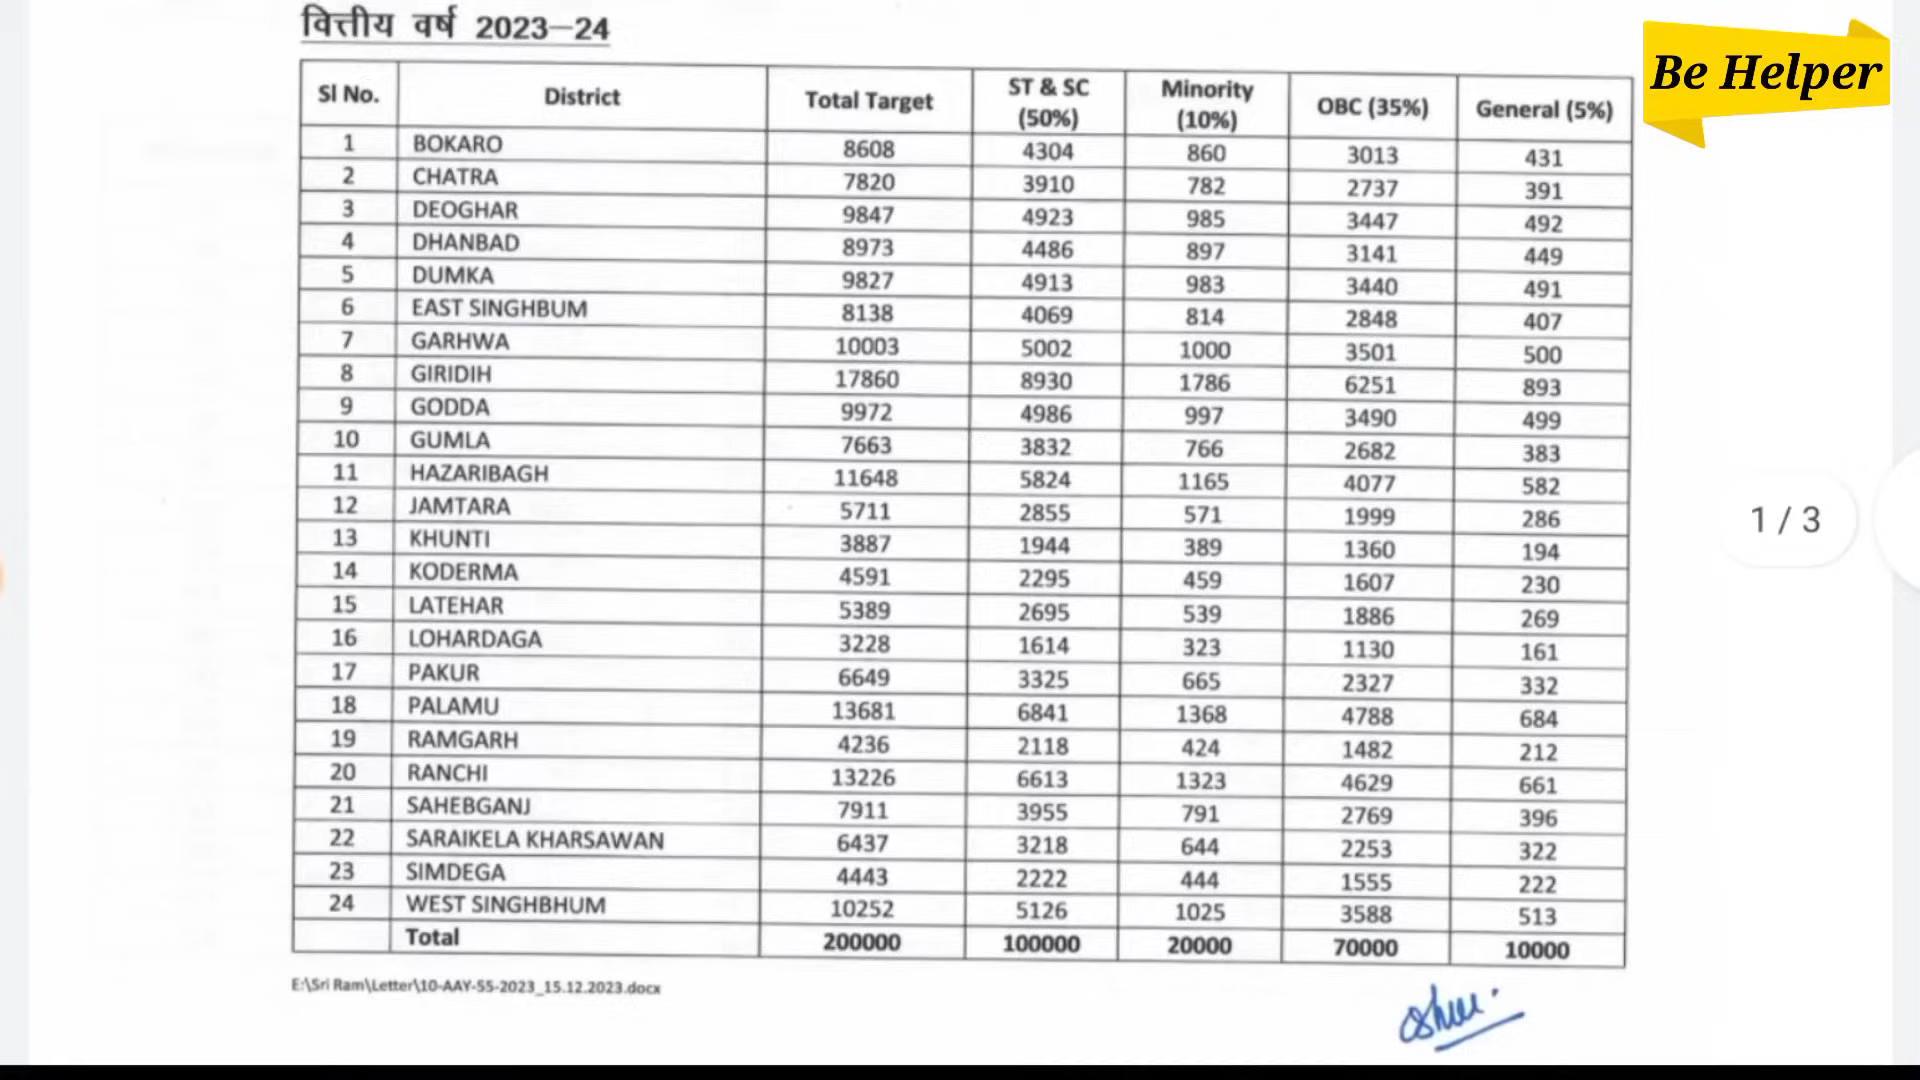 वित्तीय वर्ष 2023–24
Be Helper
Sl No. District Total Target ST & SC (50%) Minority (10%) OBC (35%) General (5%)
1 BOKARO 8608 4304 860 3013 431
2 CHATRA 7820 3910 782 2737 391
3 DEOGHAR 9847 4923 985 3447 492
4 DHANBAD 8973 4486 897 3141 449
5 DUMKA 9827 4913 983 3440 491
6 EAST SINGHBUM 8138 4069 814 2848 407
7 GARHWA 10003 5002 1000 3501 500
8 GIRIDIH 17860 8930 1786 6251 893
9 GODDA 9972 4986 997 3490 499
10 GUMLA 7663 3832 766 2682 383
11 HAZARIBAGH 11648 5824 1165 4077 582
12 JAMTARA 5711 2855 571 1999 286
13 KHUNTI 3887 1944 389 1360 194
14 KODERMA 4591 2295 459 1607 230
15 LATEHAR 5389 2695 539 1886 269
16 LOHARDAGA 3228 1614 323 1130 161
17 PAKUR 6649 3325 665 2327 332
18 PALAMU 13681 6841 1368 4788 684
19 RAMGARH 4236 2118 424 1482 212
20 RANCHI 13226 6613 1323 4629 661
21 SAHEBGANJ 7911 3955 791 2769 396
22 SARAIKELA KHARSAWAN 6437 3218 644 2253 322
23 SIMDEGA 4443 2222 444 1555 222
24 WEST SINGHBHUM 10252 5126 1025 3588 513
Total 200000 100000 20000 70000 10000
E:\Sri Ram\Letter\10-AAY-55-2023_15.12.2023.docx
1 / 3